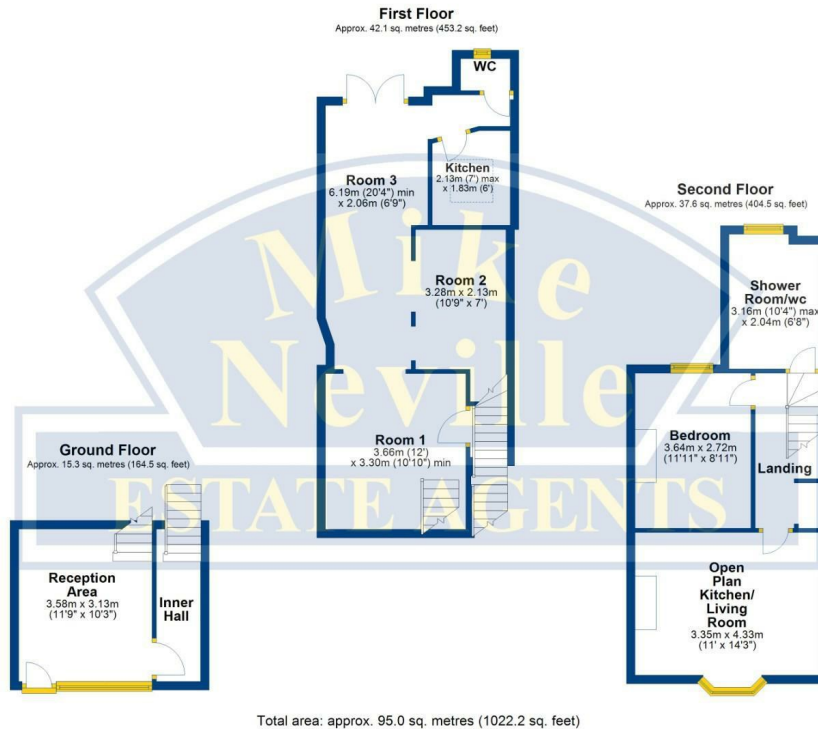 First Floor
Approx. 42.1 sq. metres (453.2 sq. feet)
WC
Kitchen
2.13m (7') max
x 1.83m (6')
Room 3
6.19m (20'4") min
x 2.06m (6'9")
Room 2
3.28m x 2.13m
(10'9" x 7')
Room 1
3.66m (12')
x 3.30m (10'10") min
Second Floor
Approx. 37.6 sq. metres (404.5 sq. feet)
Shower
Room/wc
3.16m (10'4") max
x 2.04m (6'8")
Bedroom
3.64m x 2.72m
(11'11" x 8'11")
Landing
Open
Plan
Kitchen/
Living
Room
3.35m x 4.33m
(11' x 14'3")
Ground Floor
Approx. 15.3 sq. metres (164.5 sq. feet)
Reception
Area
3.58m x 3.13m
(11'9" x 10'3")
Inner
Hall
Mike
Neville
ESTATE AGENTS
Total area: approx. 95.0 sq. metres (1022.2 sq. feet)